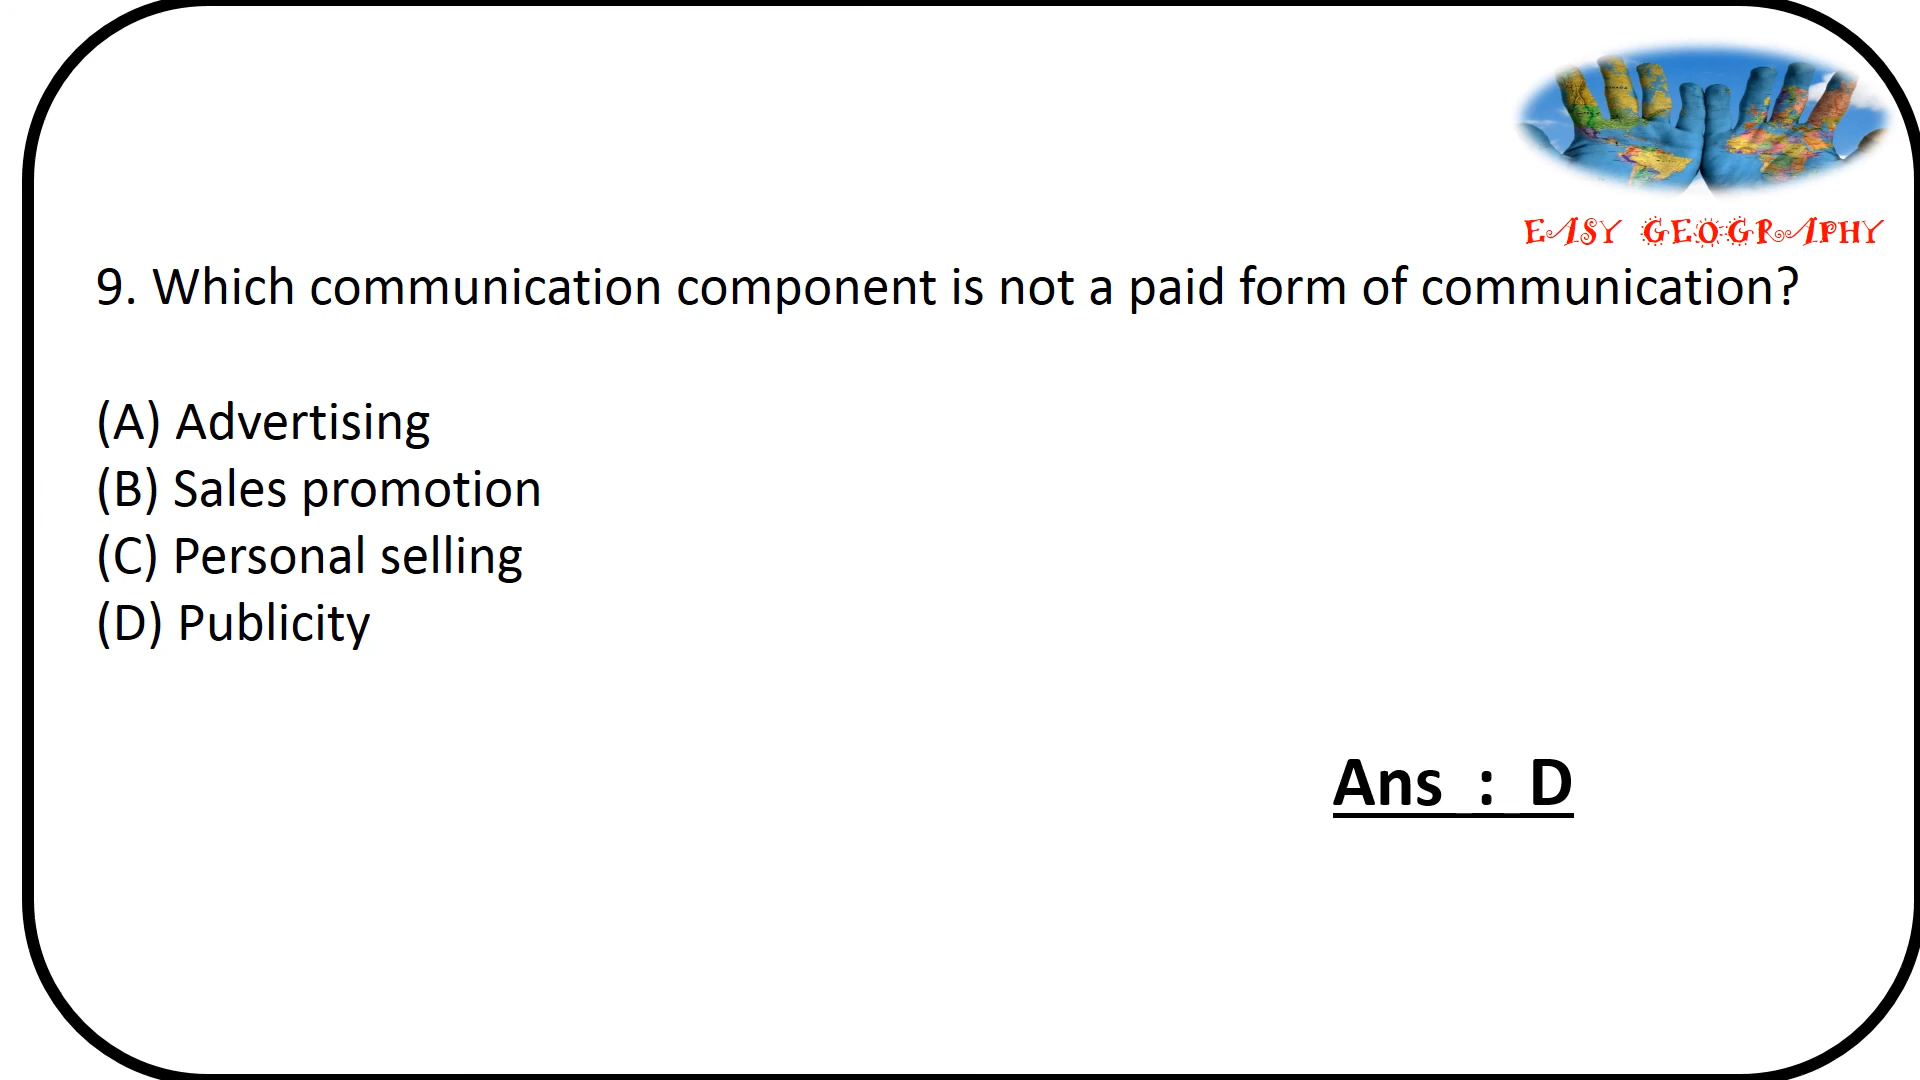 EASY GEOGRAPHY
9. Which communication component is not a paid form of communication?
(A) Advertising
(B) Sales promotion
(C) Personal selling
(D) Publicity
Ans : D